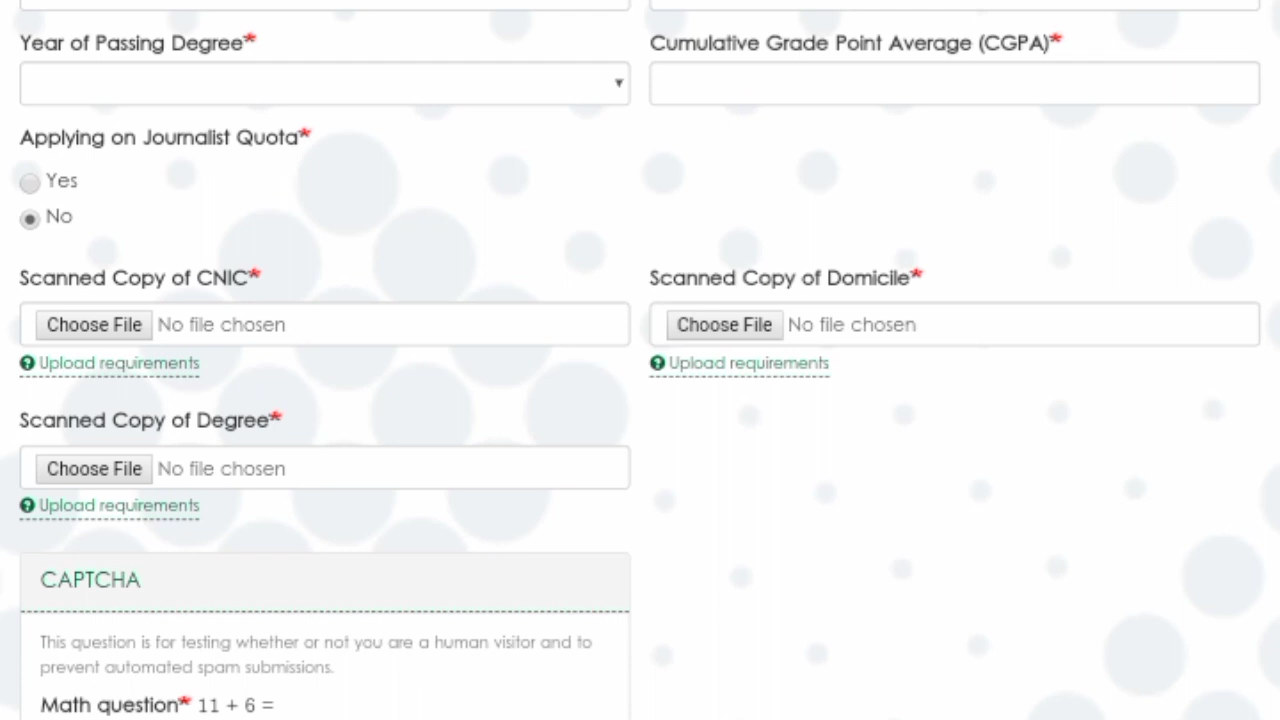 Year of Passing Degree*
Cumulative Grade Point Average (CGPA)*
Applying on Journalist Quota*
Yes
No
Scanned Copy of CNIC*
Scanned Copy of Domicile*
Choose File No file chosen
Choose File No file chosen
Upload requirements
Upload requirements
Scanned Copy of Degree*
Choose File No file chosen
Upload requirements
CAPTCHA
This question is for testing whether or not you are a human visitor and to
prevent automated spam submissions.
Math question* 11 + 6 =